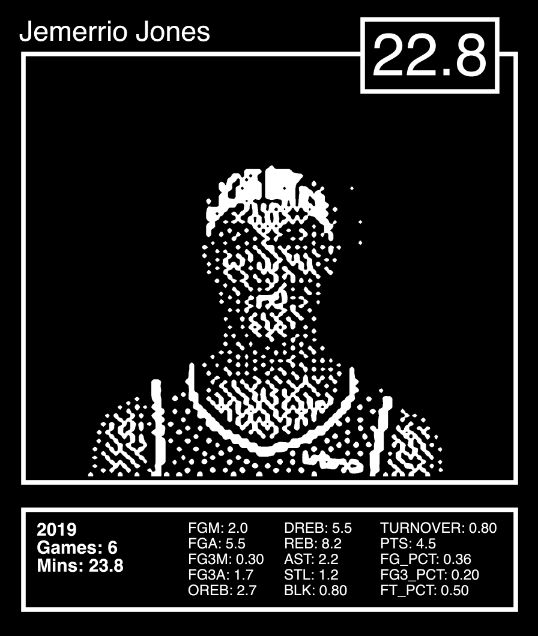 Jemerrio Jones
22.8
2019
Games: 6
Mins: 23.8
FGM: 2.0
FGA: 5.5
FG3M: 0.30
FG3A: 1.7
OREB: 2.7
DREB: 5.5
REB: 8.2
AST: 2.2
STL: 1.2
BLK: 0.80
TURNOVER: 0.80
PTS: 4.5
FG_PCT: 0.36
FG3_PCT: 0.20
FT_PCT: 0.50